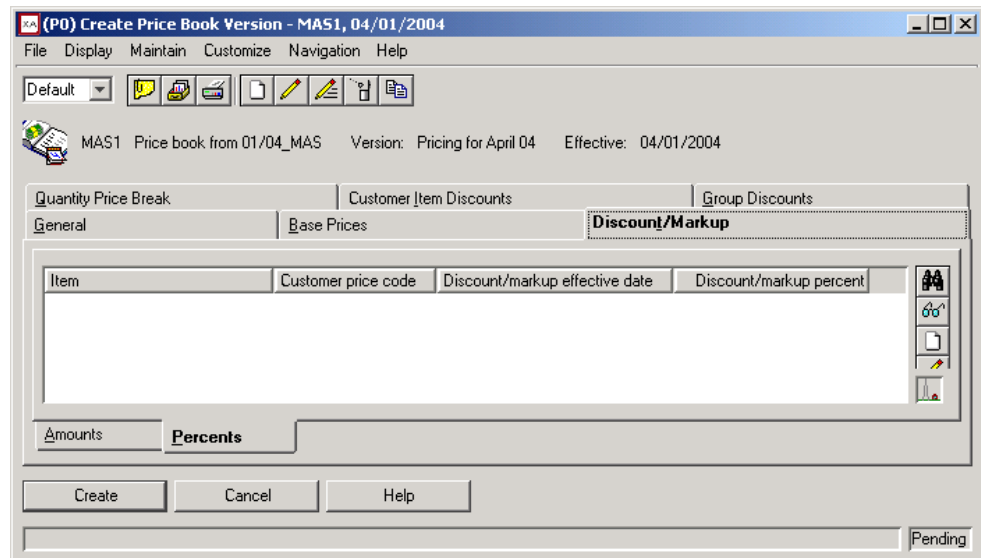 XA (P0) Create Price Book Version - MAS1, 04/01/2004
File Display Maintain Customize Navigation Help
Default
MAS1 Price book from 01/04_MAS Version: Pricing for April 04 Effective: 04/01/2004
Quantity Price Break Customer Item Discounts Group Discounts
General Base Prices Discount/Markup
Item Customer price code Discount/markup effective date Discount/markup percent
Amounts Percents
Create Cancel Help
Pending